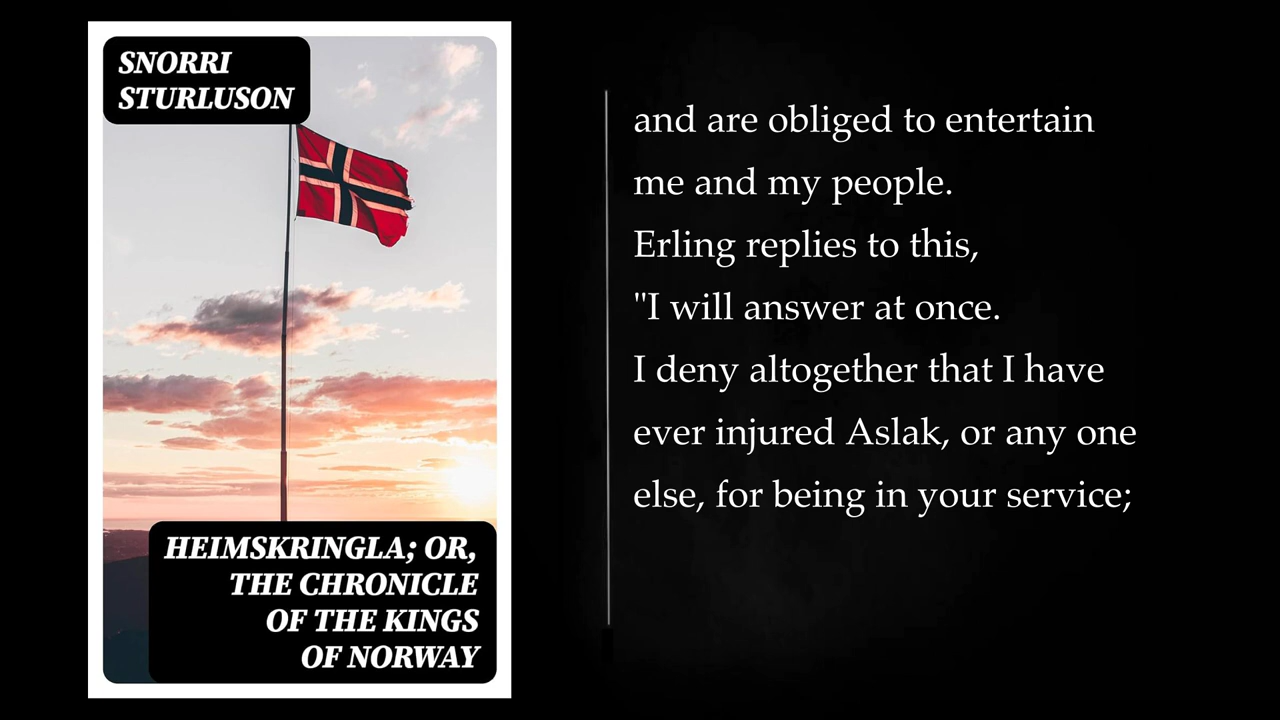 SNORRI
STURLUSON
HEIMSKRINGLA; OR,
THE CHRONICLE
OF THE KINGS
OF NORWAY
and are obliged to entertain
me and my people.
Erling replies to this,
"I will answer at once.
I deny altogether that I have
ever injured Aslak, or any one
else, for being in your service;